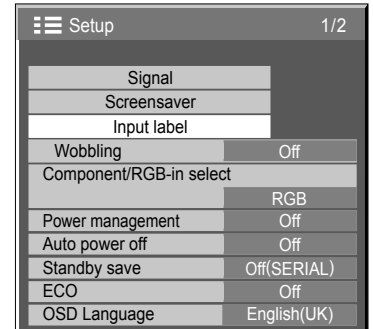 Setup 1/2
Signal
Screensaver
Input label
Wobbling Off
Component/RGB-in select
RGB
Power management Off
Auto power off Off
Standby save Off(SERIAL)
ECO Off
OSD Language English(UK)